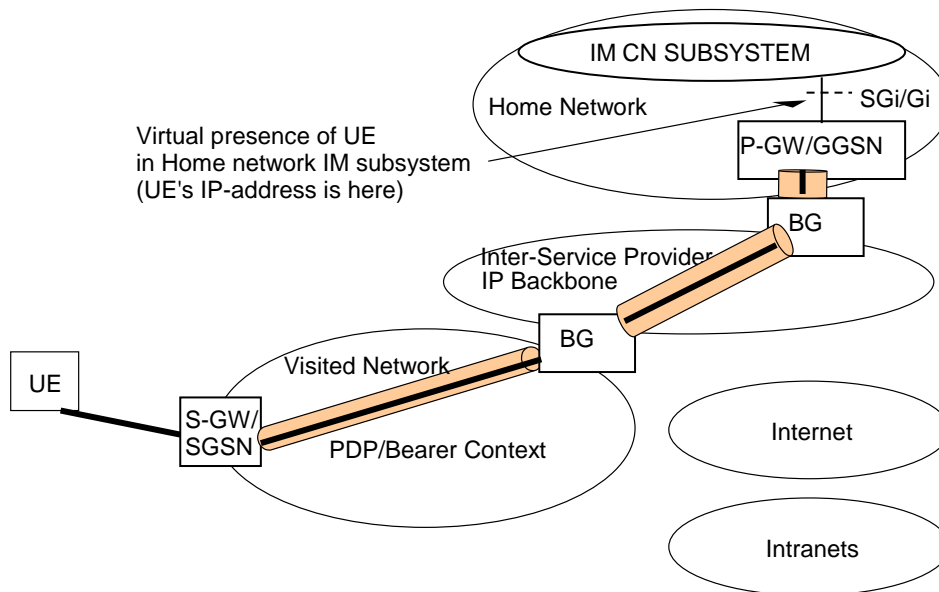 IM CN SUBSYSTEM
SGi/Gi
Home Network
Virtual presence of UE
in Home network IM subsystem
(UE's IP-address is here)
P-GW/GGSN
BG
Inter-Service Provider
IP Backbone
BG
Visited Network
UE
S-GW/
SGSN
PDP/Bearer Context
Internet
Intranets